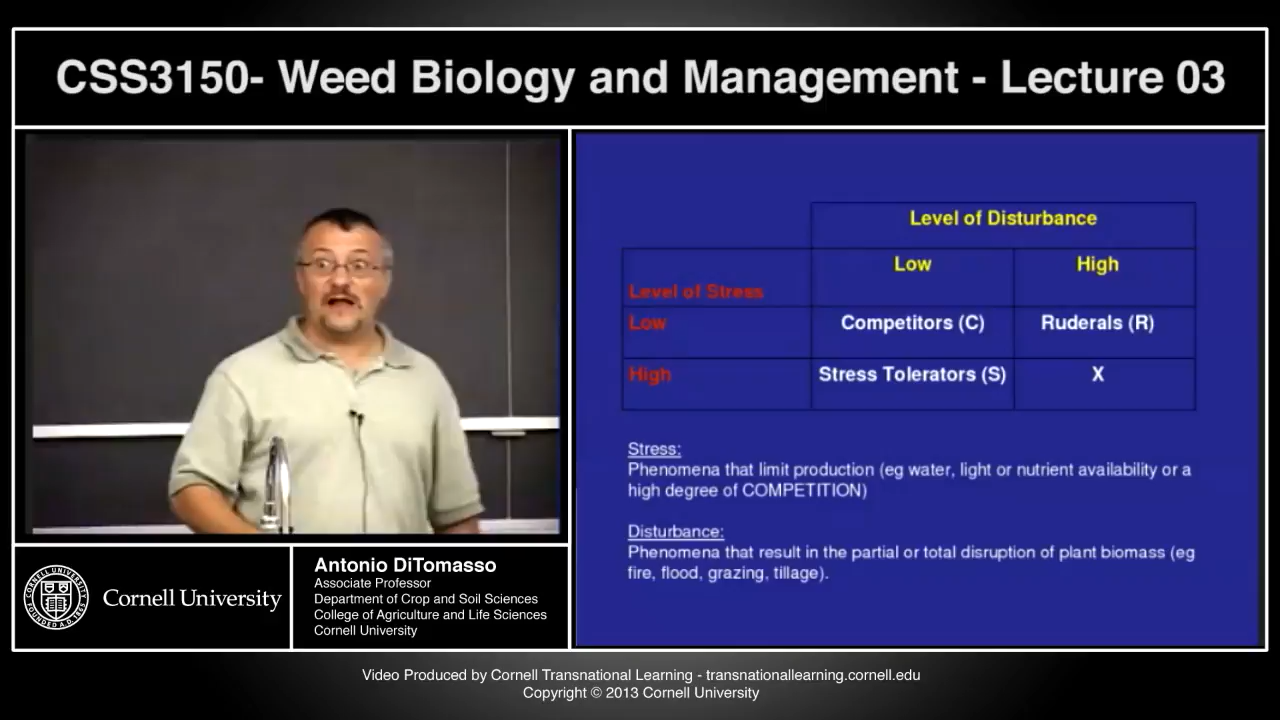 CSS3150- Weed Biology and Management - Lecture 03
Level of Disturbance
Low High
Level of Stress
Low Competitors (C) Ruderals (R)
High Stress Tolerators (S) X
Stress:
Phenomena that limit production (eg water, light or nutrient availability or a
high degree of COMPETITION)
Disturbance:
Phenomena that result in the partial or total disruption of plant biomass (eg
fire, flood, grazing, tillage).
Cornell University
Antonio DiTomasso
Associate Professor
Department of Crop and Soil Sciences
College of Agriculture and Life Sciences
Cornell University
Video Produced by Cornell Transnational Learning - transnationallearning.cornell.edu
Copyright © 2013 Cornell University